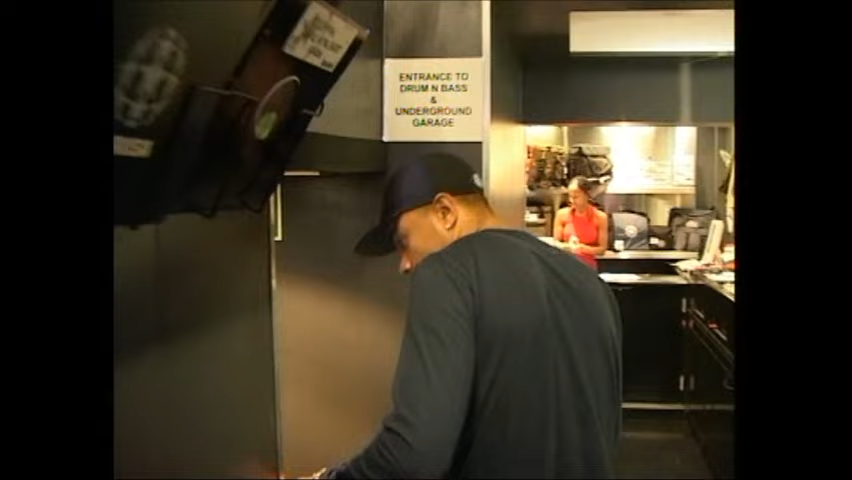 ENTRANCE TO
DRUM N BASS
&
UNDERGROUND
GARAGE